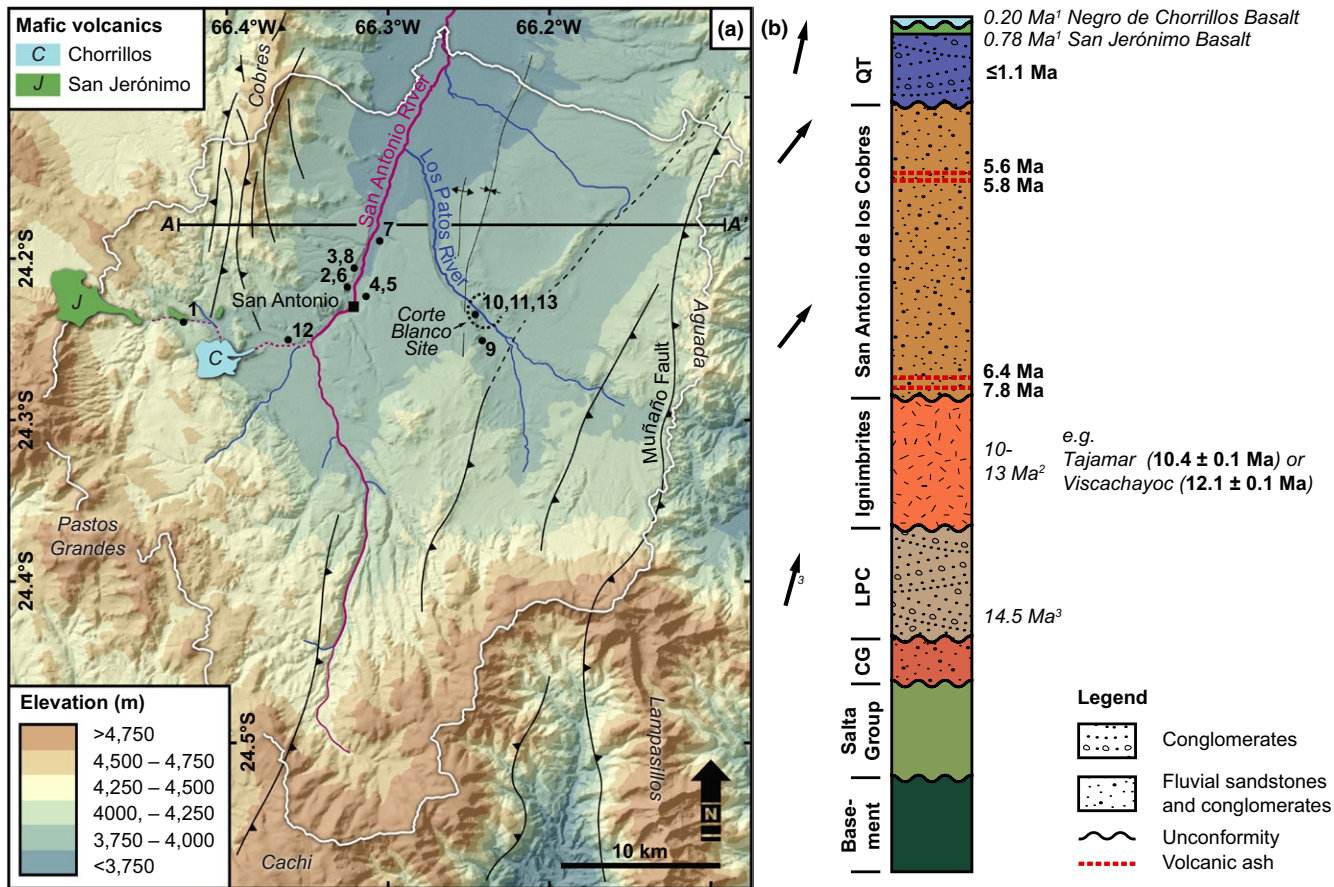 Mafic volcanics
C Chorrillos
J San Jerónimo
66.4°W
66.3°W
66.2°W
(a)
Cobres
San Antonio River
Los Patos River
A
A'
24.2°S
7
3,8
2,6
4,5
San Antonio
J
1
12
C
Corte
Blanco
Site
10,11,13
9
Aguada
Muñaño Fault
24.3°S
Pastos
Grandes
24.4°S
24.5°S
Lampasillos
Cachi
Elevation (m)
>4,750
4,500 – 4,750
4,250 – 4,500
4000, – 4,250
3,750 – 4,000
<3,750
N
10 km
(b)
QT
San Antonio de los Cobres
Ignimbrites
LPC
CG
Salta
Group
Base-
ment
3
0.20 Ma¹ Negro de Chorrillos Basalt
0.78 Ma¹ San Jerónimo Basalt
≤1.1 Ma
5.6 Ma
5.8 Ma
6.4 Ma
7.8 Ma
10-
13 Ma²
e.g.
Tajamar (10.4 ± 0.1 Ma) or
Viscachayoc (12.1 ± 0.1 Ma)
14.5 Ma³
Legend
Conglomerates
Fluvial sandstones
and conglomerates
Unconformity
Volcanic ash